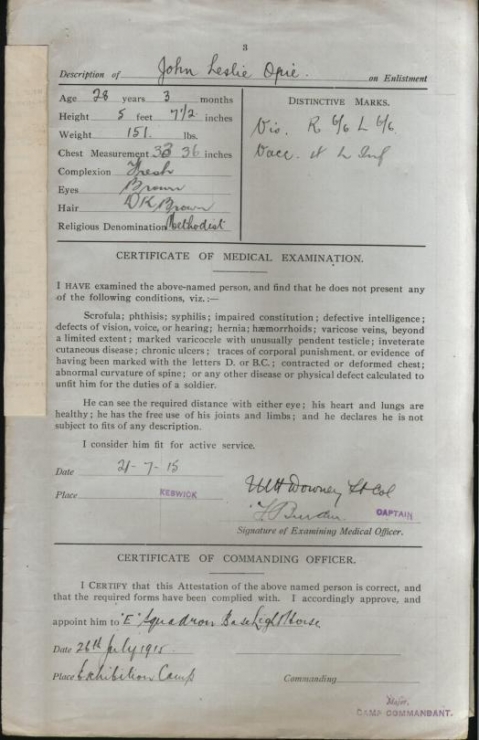 3
Description of John Leslie Opie. on Enlistment
Age 28 years 3 months
Height 5 feet 7 1/2 inches
Weight 151. lbs.
Chest Measurement 33 36 inches
Complexion Fresh
Eyes Brown
Hair DK Brown
Religious Denomination Methodist
DISTINCTIVE MARKS.
Vis. R 6/6 L 6/6
Vacc. L Inf
CERTIFICATE OF MEDICAL EXAMINATION.
I HAVE examined the above-named person, and find that he does not present any
of the following conditions, viz.:—
Scrofula; phthisis; syphilis; impaired constitution; defective intelligence;
defects of vision, voice, or hearing; hernia; hæmorrhoids; varicose veins, beyond
a limited extent; marked varicocele with unusually pendent testicle; inveterate
cutaneous disease; chronic ulcers; traces of corporal punishment, or evidence of
having been marked with the letters D. or B.C.; contracted or deformed chest;
abnormal curvature of spine; or any other disease or physical defect calculated to
unfit him for the duties of a soldier.
He can see the required distance with either eye; his heart and lungs are
healthy; he has the free use of his joints and limbs; and he declares he is not
subject to fits of any description.
I consider him fit for active service.
Date 21-7-15
Place KESWICK
Downey Lt Col
CAPTAIN
Signature of Examining Medical Officer.
CERTIFICATE OF COMMANDING OFFICER.
I CERTIFY that this Attestation of the above named person is correct, and
that the required forms have been complied with. I accordingly approve, and
appoint him to "E" Squadron Base Light Horse
Date 26th July 1915
Place Exhibition Camp Commanding
Major.
CAMP COMMANDANT.